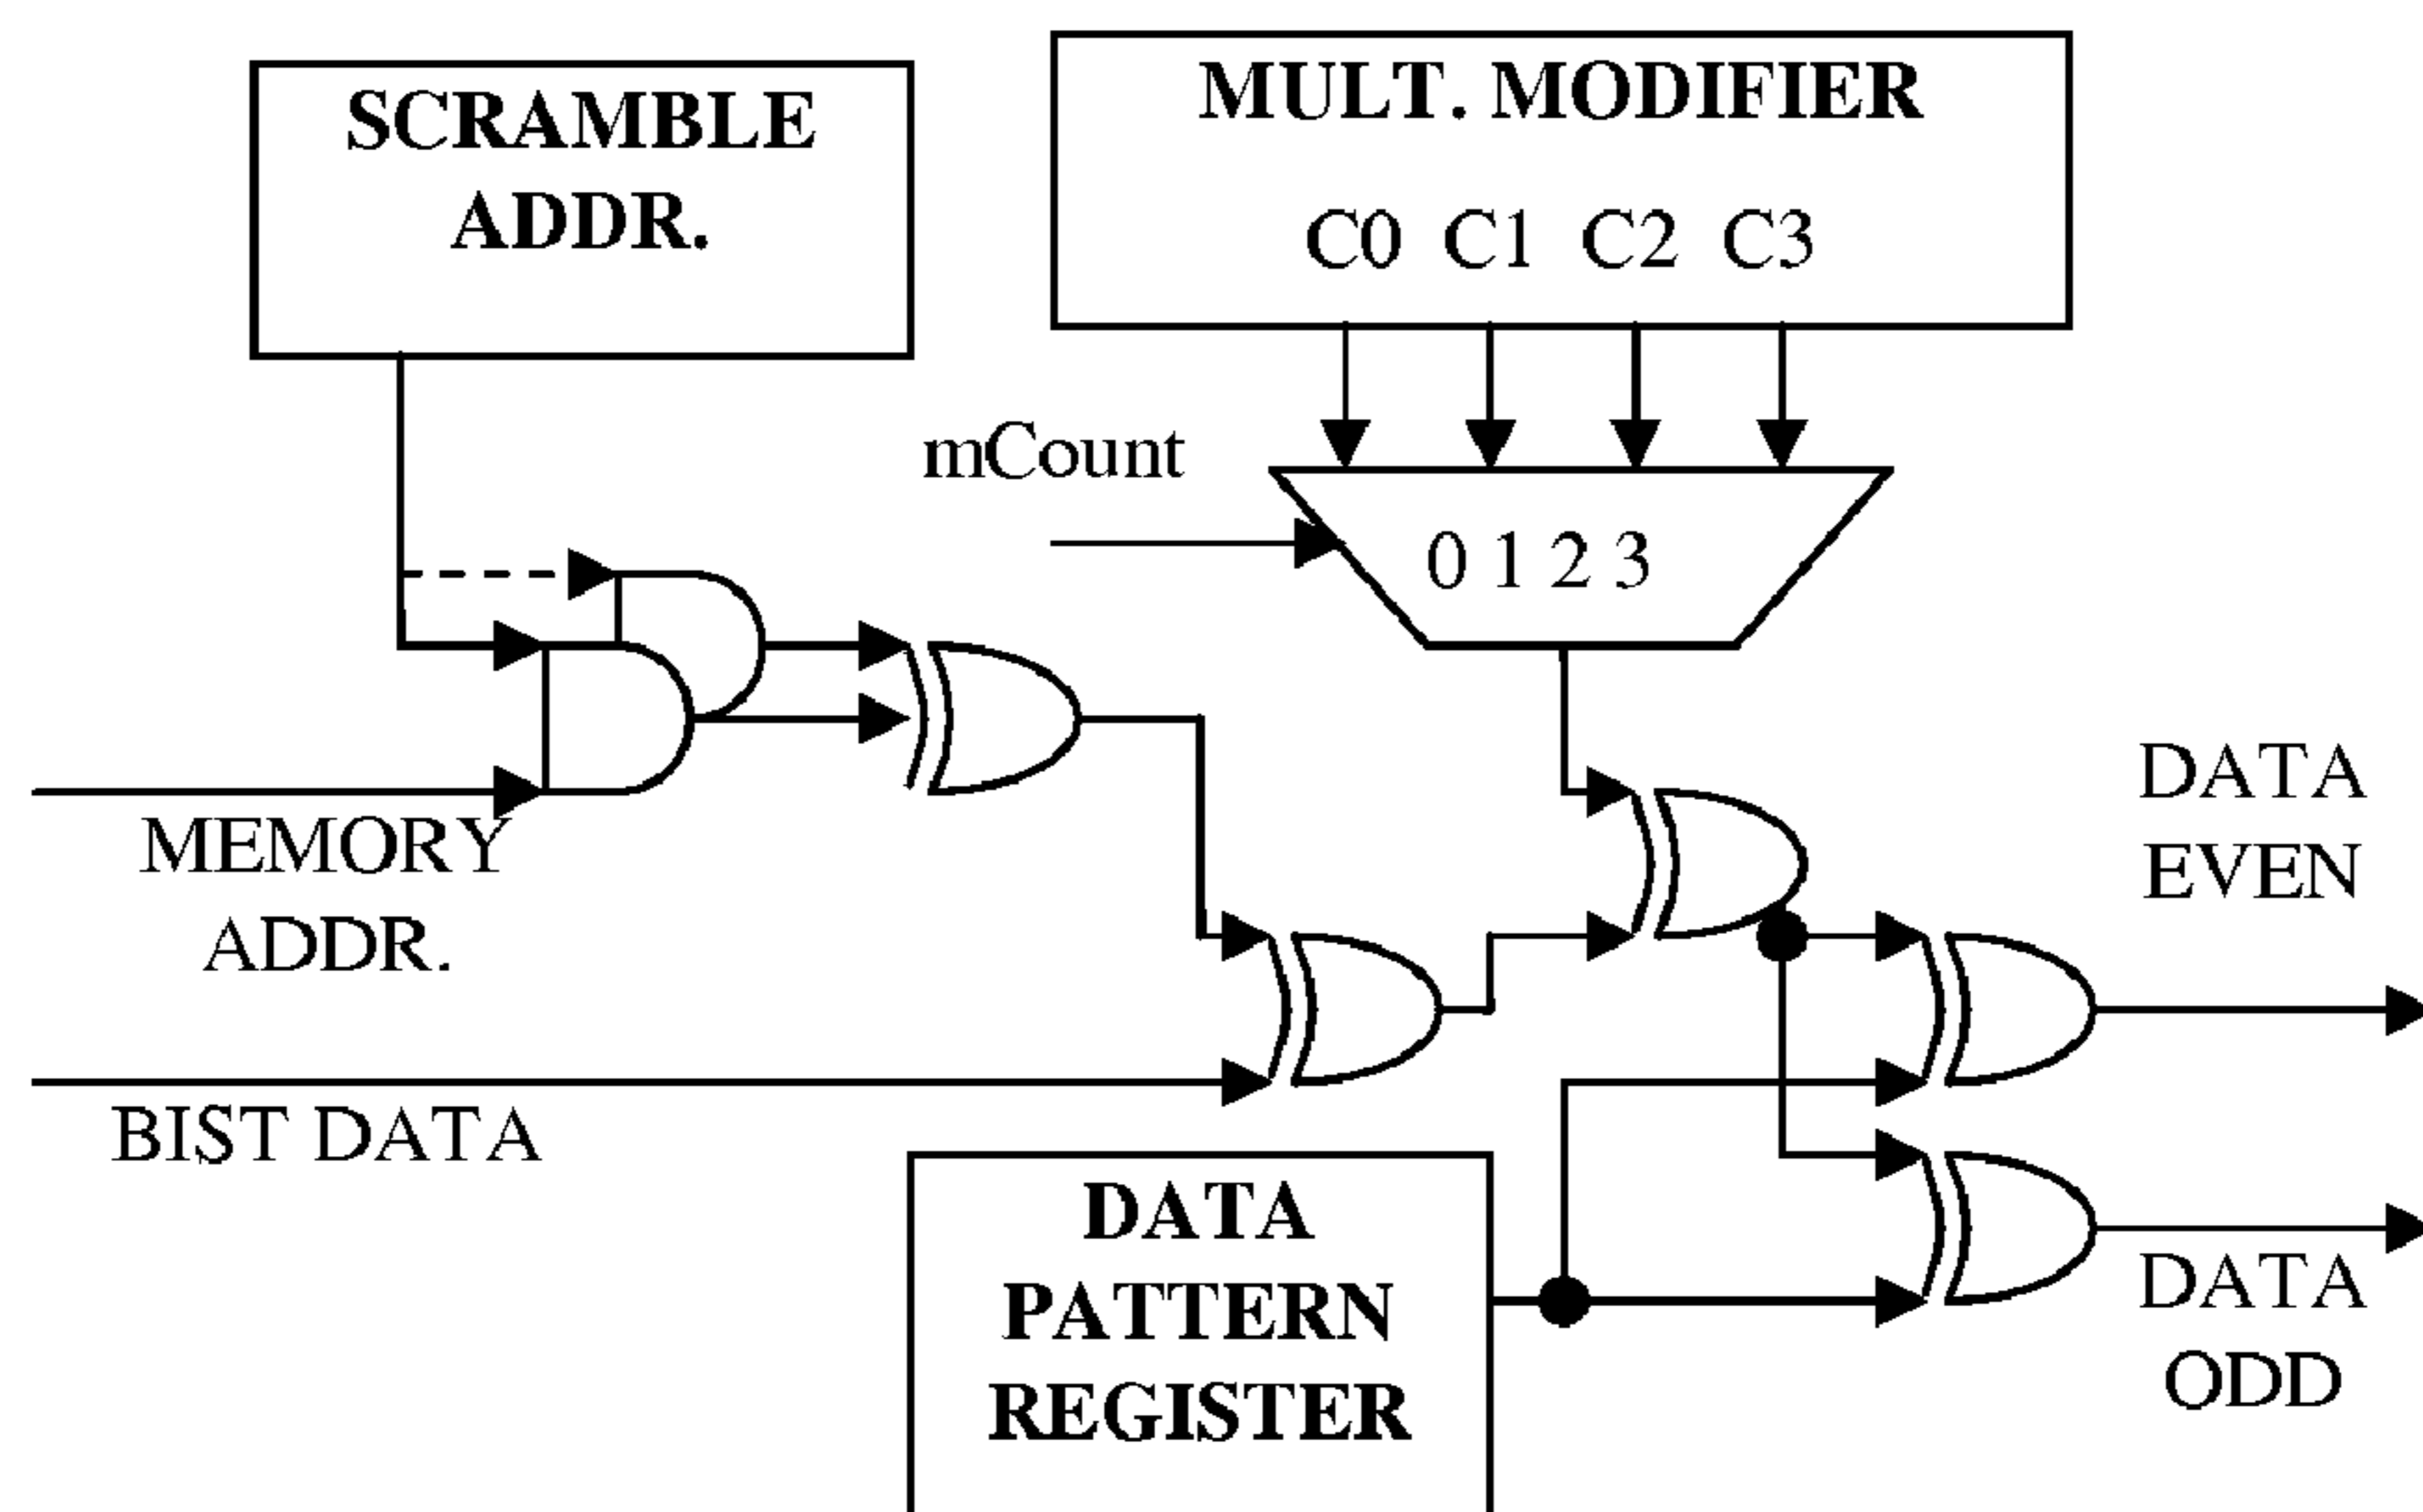 SCRAMBLE
ADDR.
MULT. MODIFIER
C0 C1 C2 C3
mCount
0 1 2 3
MEMORY
ADDR.
DATA
EVEN
BIST DATA
DATA
PATTERN
REGISTER
DATA
ODD